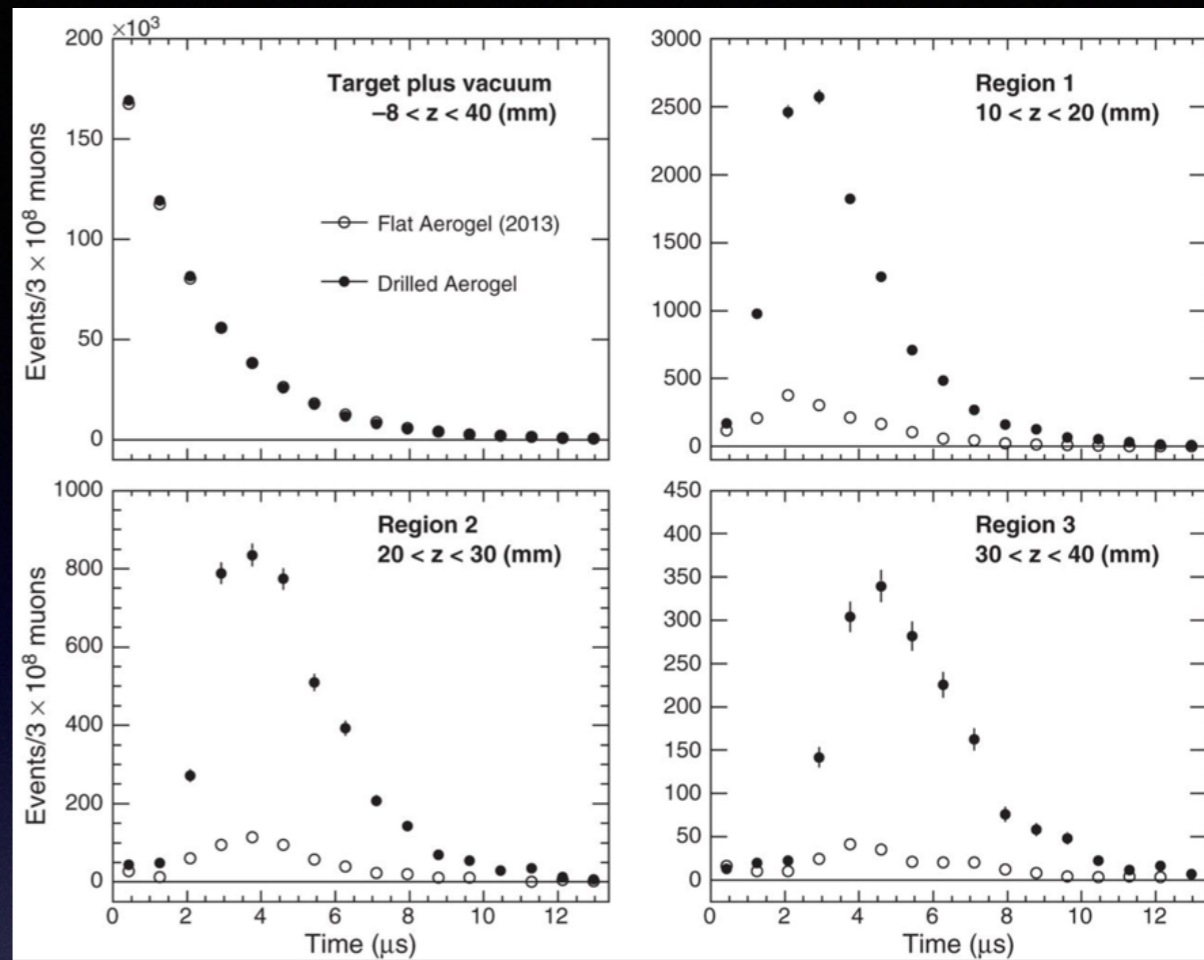 ×10³
200
150
100
50
0
Events/3 × 10⁸ muons
Target plus vacuum
–8 < z < 40 (mm)
Flat Aerogel (2013)
Drilled Aerogel
3000
2500
2000
1500
1000
500
0
Region 1
10 < z < 20 (mm)
1000
800
600
400
200
0
Events/3 × 10⁸ muons
Region 2
20 < z < 30 (mm)
0 2 4 6 8 10 12
Time (μs)
450
400
350
300
250
200
150
100
50
0
Region 3
30 < z < 40 (mm)
0 2 4 6 8 10 12
Time (μs)